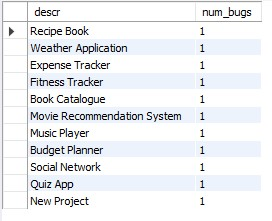 descr num_bugs
Recipe Book 1
Weather Application 1
Expense Tracker 1
Fitness Tracker 1
Book Catalogue 1
Movie Recommendation System 1
Music Player 1
Budget Planner 1
Social Network 1
Quiz App 1
New Project 1